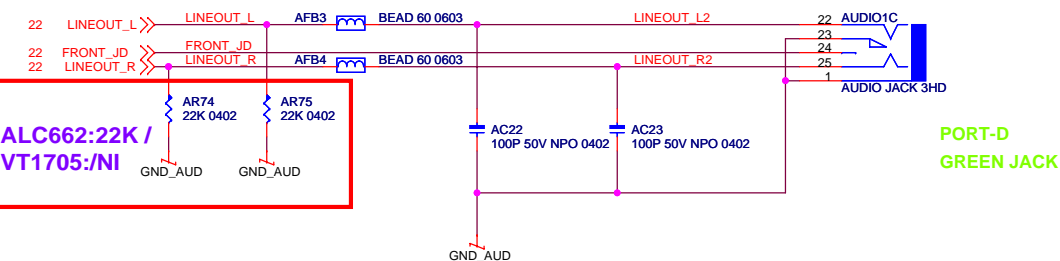 22 LINEOUT_L LINEOUT_L AFB3 BEAD 60 0603 LINEOUT_L2 22 AUDIO1C
23
22 FRONT_JD FRONT_JD 24
22 LINEOUT_R LINEOUT_R AFB4 BEAD 60 0603 LINEOUT_R2 25
1
AUDIO JACK 3HD
AR74
22K 0402
AR75
22K 0402
ALC662:22K /
VT1705:/NI
GND_AUD
GND_AUD
AC22
100P 50V NPO 0402
AC23
100P 50V NPO 0402
PORT-D
GREEN JACK
GND_AUD